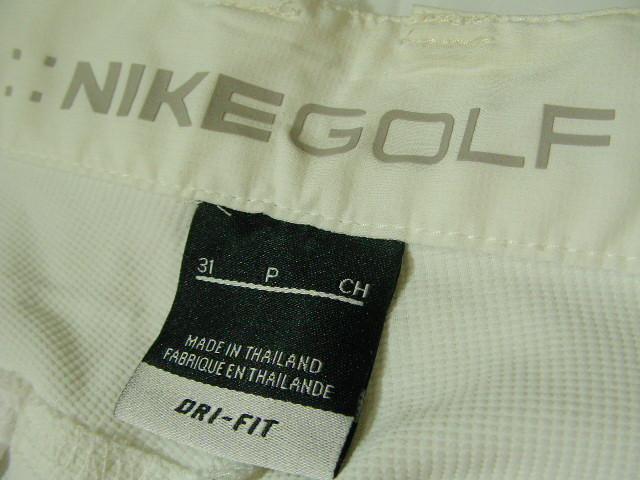 NIKEGOLF
31 P CH
MADE IN THAILAND
FABRIQUE EN THAILANDE
DRI-FIT